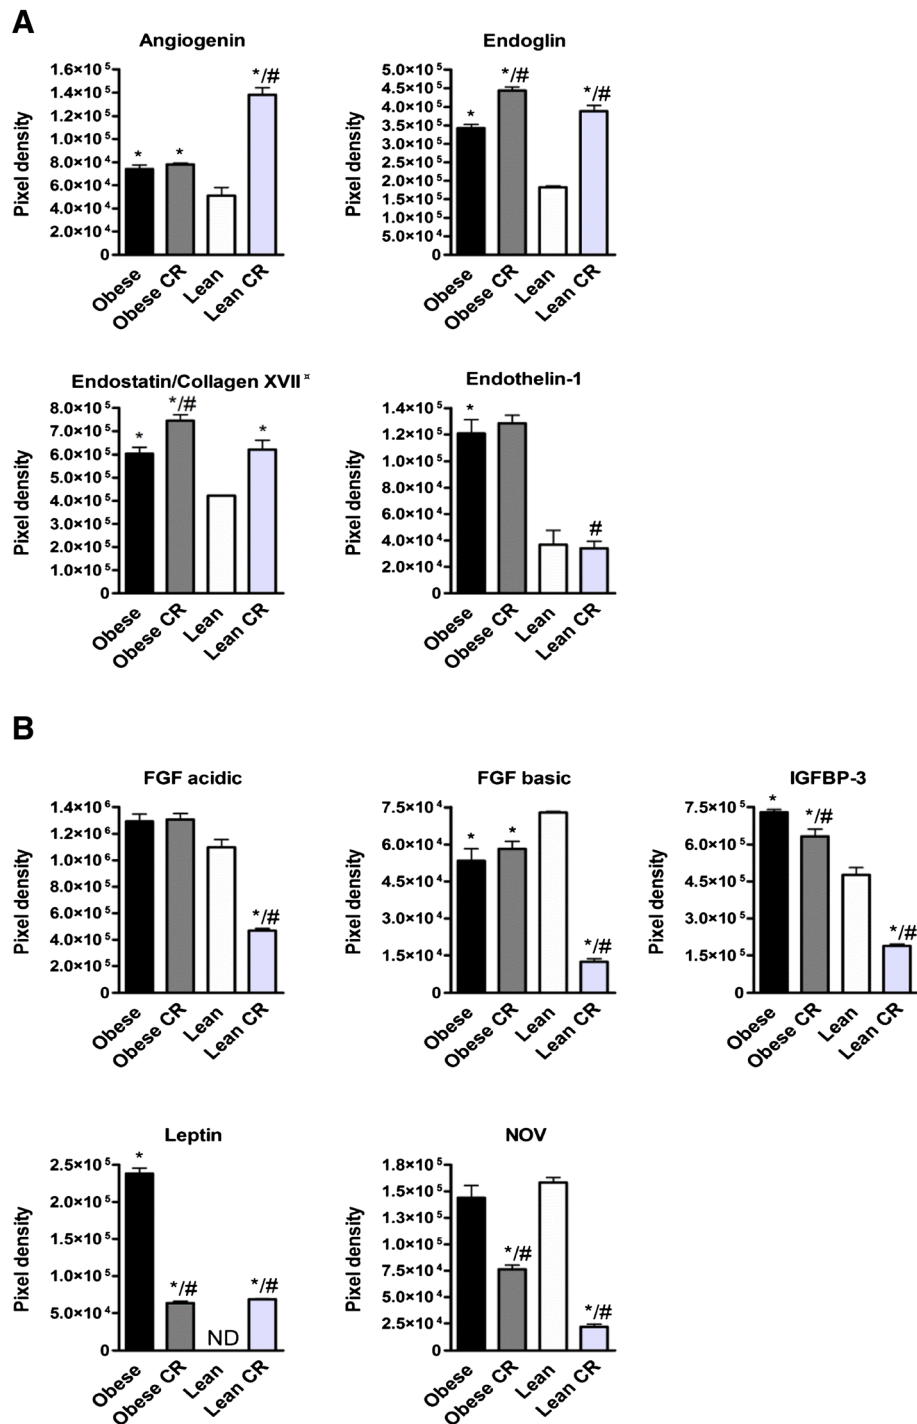 A
Angiogenin
Pixel density
1.6×10⁵
1.4×10⁵
1.2×10⁵
1.0×10⁵
8.0×10⁴
6.0×10⁴
4.0×10⁴
2.0×10⁴
0
* * */#
Obese
Obese CR
Lean
Lean CR
Endoglin
Pixel density
5.0×10⁵
4.5×10⁵
4.0×10⁵
3.5×10⁵
3.0×10⁵
2.5×10⁵
2.0×10⁵
1.5×10⁵
1.0×10⁵
5.0×10⁴
0
* */# */#
Obese
Obese CR
Lean
Lean CR
Endostatin/Collagen XVII¤
Pixel density
8.0×10⁵
7.0×10⁵
6.0×10⁵
5.0×10⁵
4.0×10⁵
3.0×10⁵
2.0×10⁵
1.0×10⁵
0
* */# *
Obese
Obese CR
Lean
Lean CR
Endothelin-1
Pixel density
1.4×10⁵
1.2×10⁵
1.0×10⁵
8.0×10⁴
6.0×10⁴
4.0×10⁴
2.0×10⁴
0
* #
Obese
Obese CR
Lean
Lean CR
B
FGF acidic
Pixel density
1.4×10⁶
1.2×10⁶
1.0×10⁶
8.0×10⁵
6.0×10⁵
4.0×10⁵
2.0×10⁵
0
*/#
Obese
Obese CR
Lean
Lean CR
FGF basic
Pixel density
7.5×10⁴
6.0×10⁴
4.5×10⁴
3.0×10⁴
1.5×10⁴
0
* * */#
Obese
Obese CR
Lean
Lean CR
IGFBP-3
Pixel density
7.5×10⁵
6.0×10⁵
4.5×10⁵
3.0×10⁵
1.5×10⁵
0
* */# */#
Obese
Obese CR
Lean
Lean CR
Leptin
Pixel density
2.5×10⁵
2.0×10⁵
1.5×10⁵
1.0×10⁵
5.0×10⁴
0
* */# ND */#
Obese
Obese CR
Lean
Lean CR
NOV
Pixel density
1.8×10⁵
1.5×10⁵
1.3×10⁵
1.0×10⁵
7.5×10⁴
5.0×10⁴
2.5×10⁴
0
*/# */#
Obese
Obese CR
Lean
Lean CR